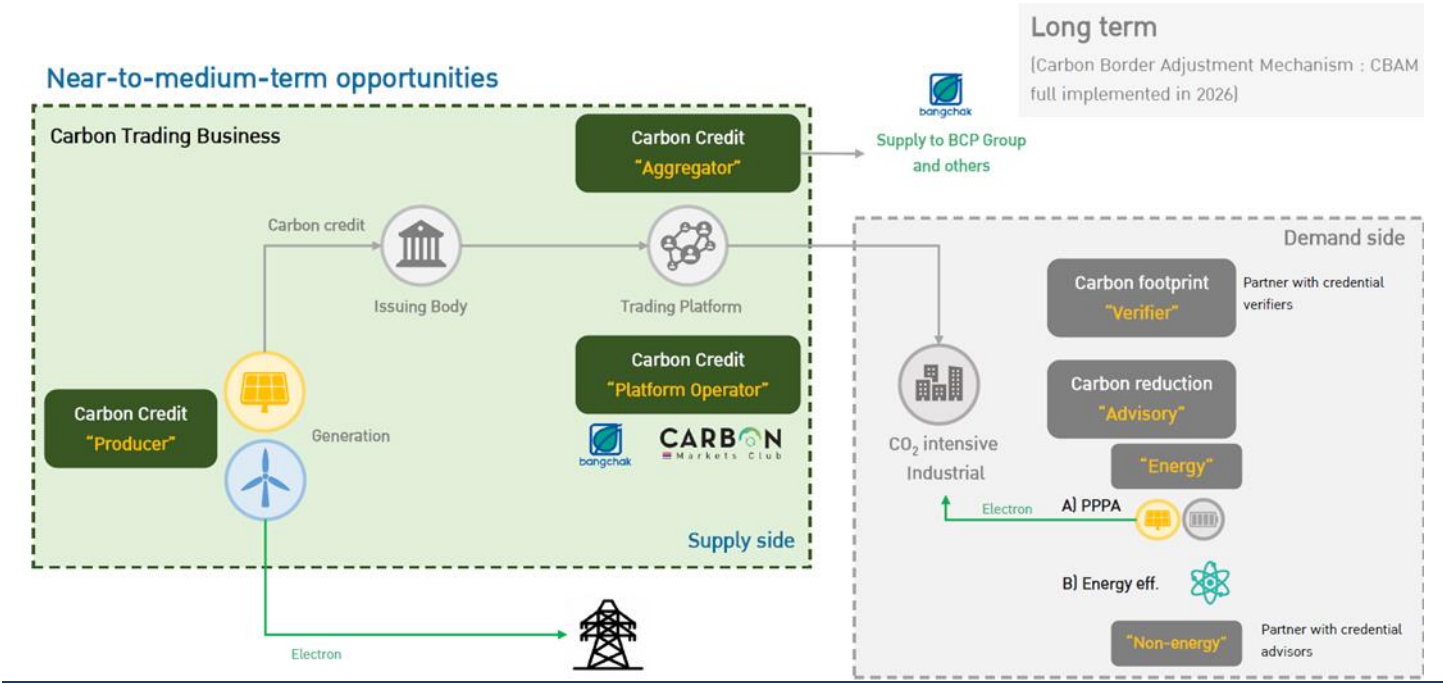 Long term
(Carbon Border Adjustment Mechanism : CBAM
full implemented in 2026)
Near-to-medium-term opportunities
Carbon Trading Business
Carbon Credit
"Aggregator"
bangchak
Supply to BCP Group
and others
Carbon credit
Issuing Body
Trading Platform
Carbon Credit
"Platform Operator"
bangchak
CARBON
Markets Club
Carbon Credit
"Producer"
Generation
Supply side
Electron
Demand side
Carbon footprint
"Verifier"
Partner with credential
verifiers
Carbon reduction
"Advisory"
CO₂ intensive
Industrial
"Energy"
Electron
A) PPPA
B) Energy eff.
"Non-energy"
Partner with credential
advisors